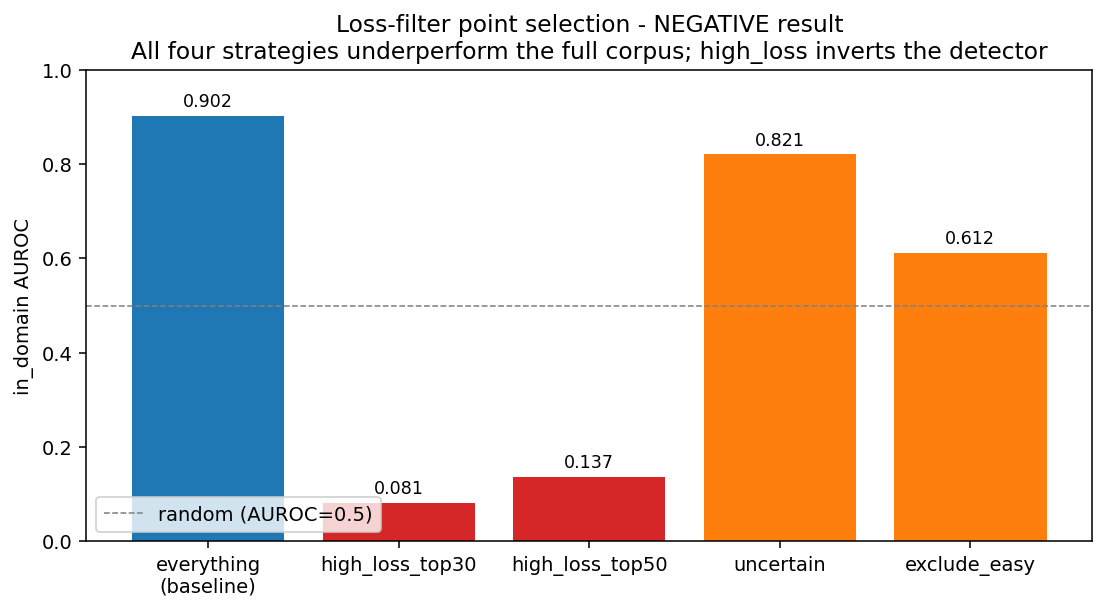 Loss-filter point selection - NEGATIVE result
All four strategies underperform the full corpus; high_loss inverts the detector
in_domain AUROC
1.0
0.8
0.6
0.4
0.2
0.0
0.902
0.081
0.137
0.821
0.612
random (AUROC=0.5)
everything
(baseline)
high_loss_top30
high_loss_top50
uncertain
exclude_easy